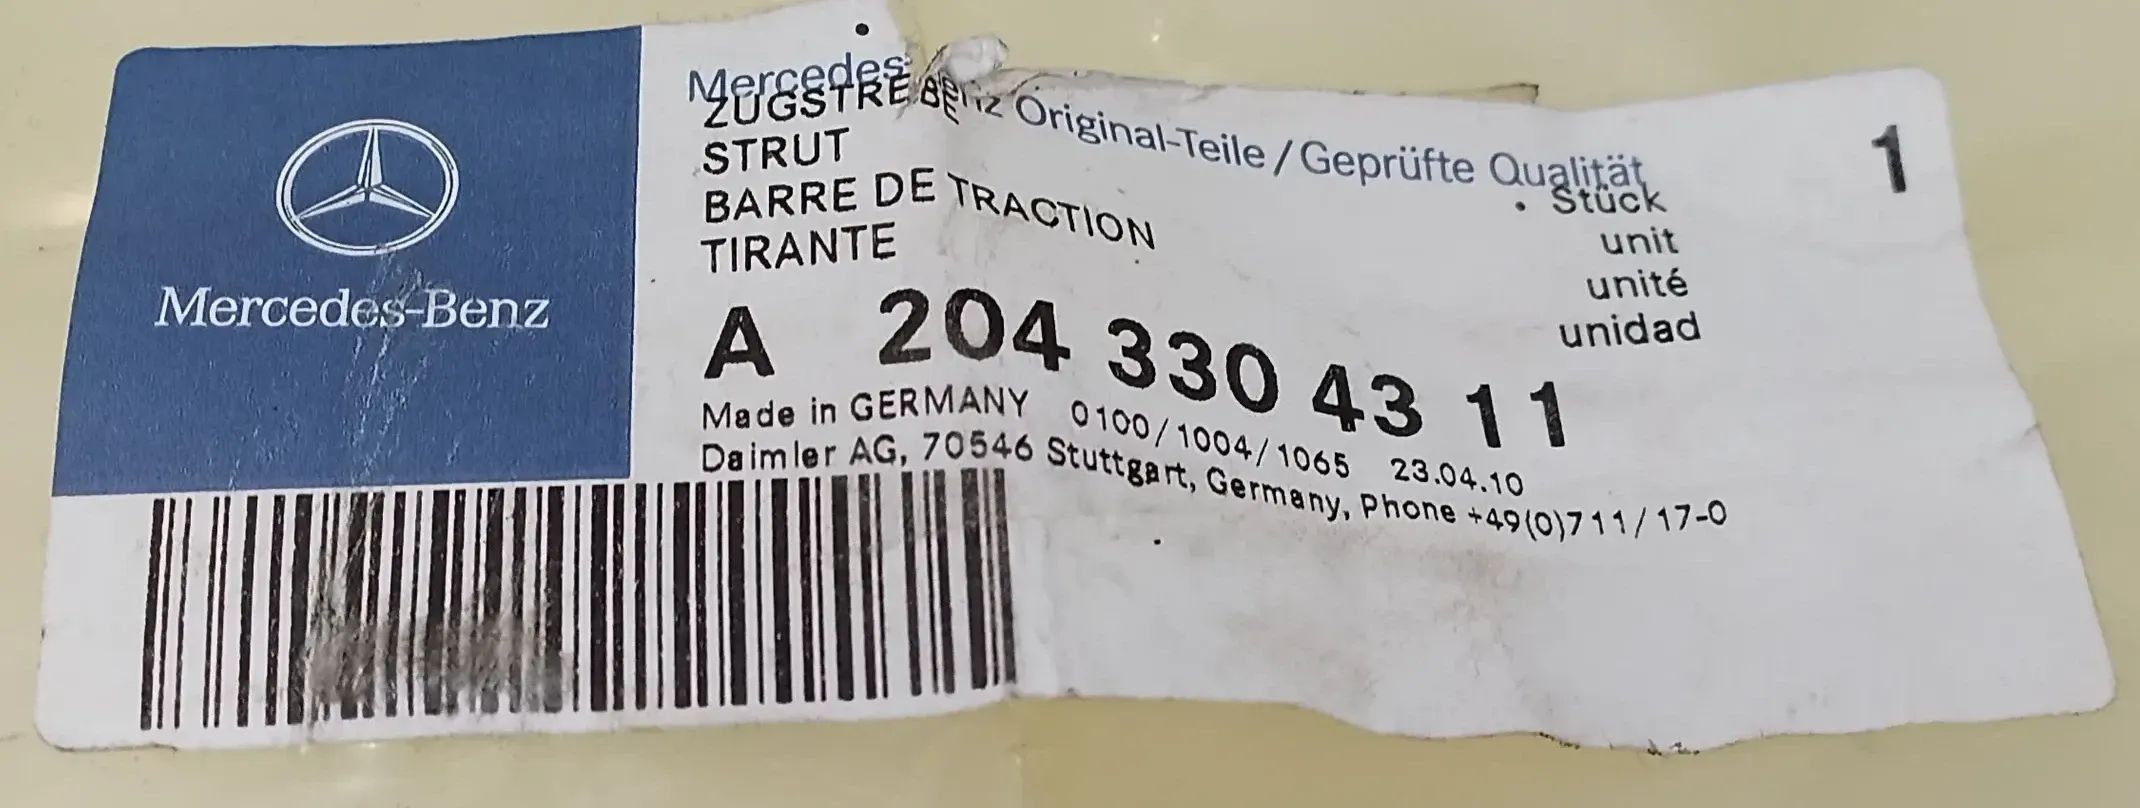 Mercedes-Benz
Mercedes-Benz Original-Teile / Geprüfte Qualität
ZUGSTREBE
STRUT
BARRE DE TRACTION
TIRANTE
Stück
unit
unité
unidad
1
A 204 330 43 11
Made in GERMANY 0100/1004/1065 23.04.10
Daimler AG, 70546 Stuttgart, Germany, Phone +49(0)711/17-0